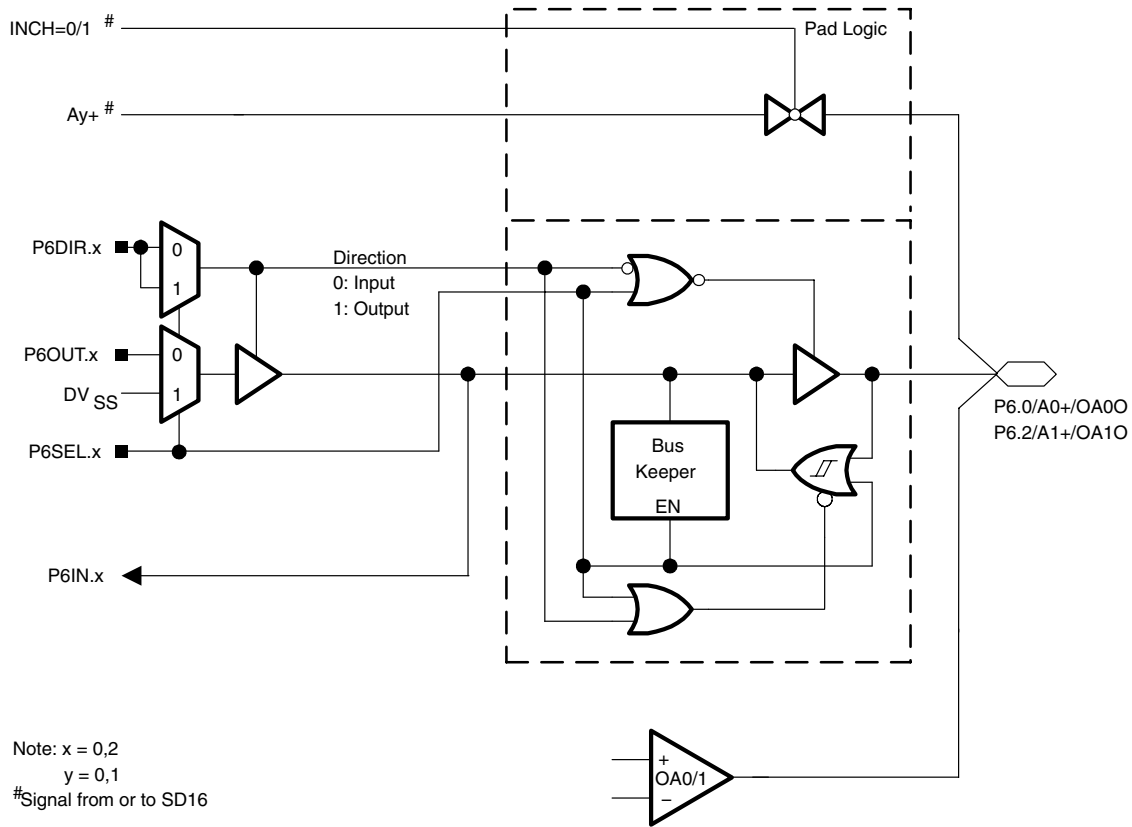 INCH=0/1 #
Pad Logic
Ay+ #
P6DIR.x
0
1
Direction
0: Input
1: Output
P6OUT.x
0
DVSS
1
P6SEL.x
P6.0/A0+/OA0O
P6.2/A1+/OA1O
Bus
Keeper
EN
P6IN.x
+
OA0/1
−
Note: x = 0,2
y = 0,1
#Signal from or to SD16